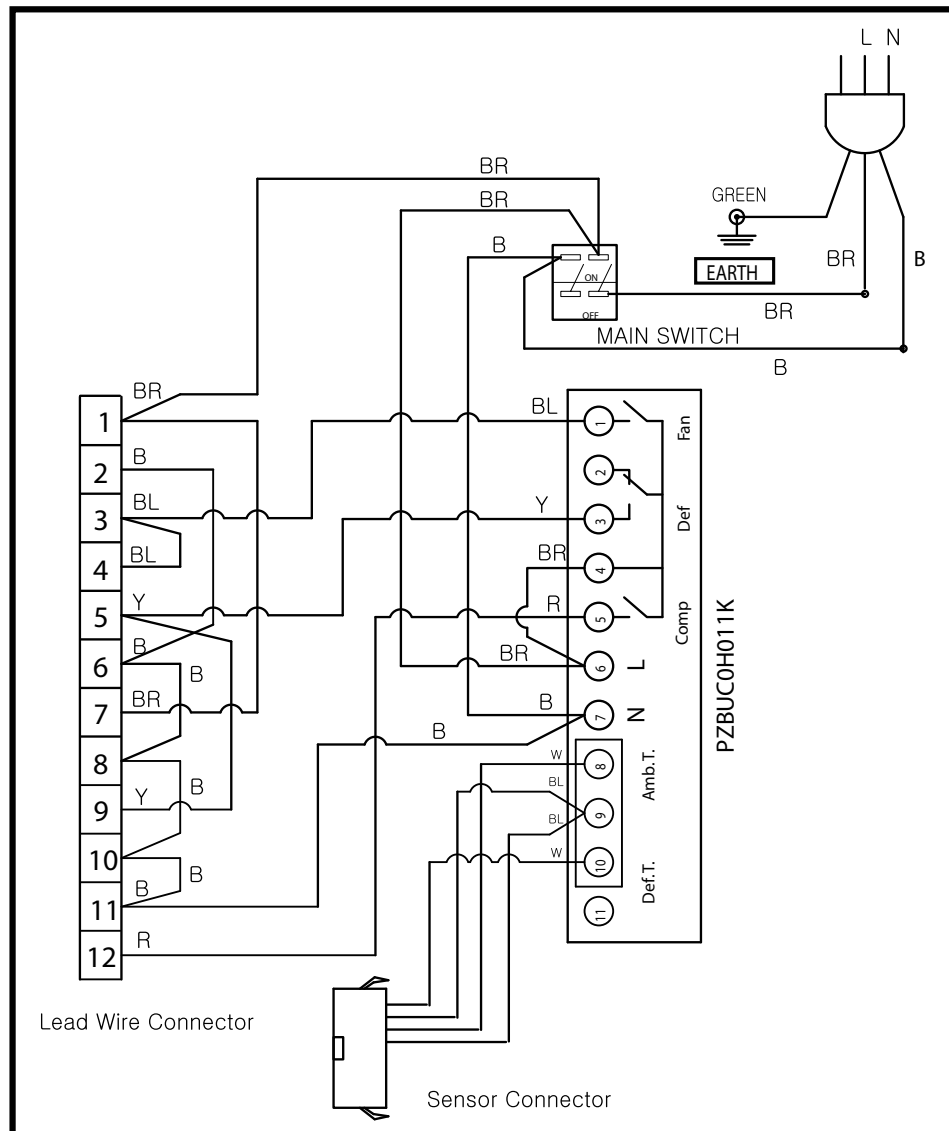 L N
BR
BR
GREEN
B
EARTH
BR
B
ON
OFF
BR
MAIN SWITCH
B
BR
1
BL
1
Fan
B
2
2
BL
3
Y
3
Def
BL
4
BR
4
Y
5
R
5
Comp
B
6
B
BR
6
L
BR
7
B
7
N
PZBUC0H011K
B
8
W
8
Amb.T.
B
BL
Y
9
BL
9
10
W
10
Def.T.
B
B
11
11
R
12
Lead Wire Connector
Sensor Connector